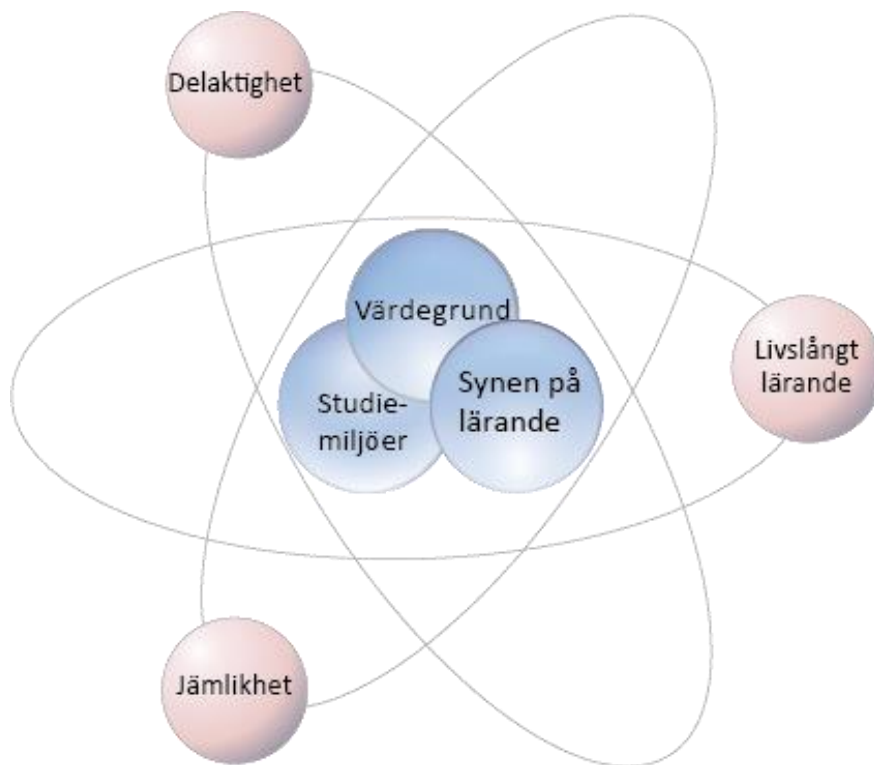 Delaktighet
Värdegrund
Livslångt
lärande
Studie-
miljöer
Synen på
lärande
Jämlikhet